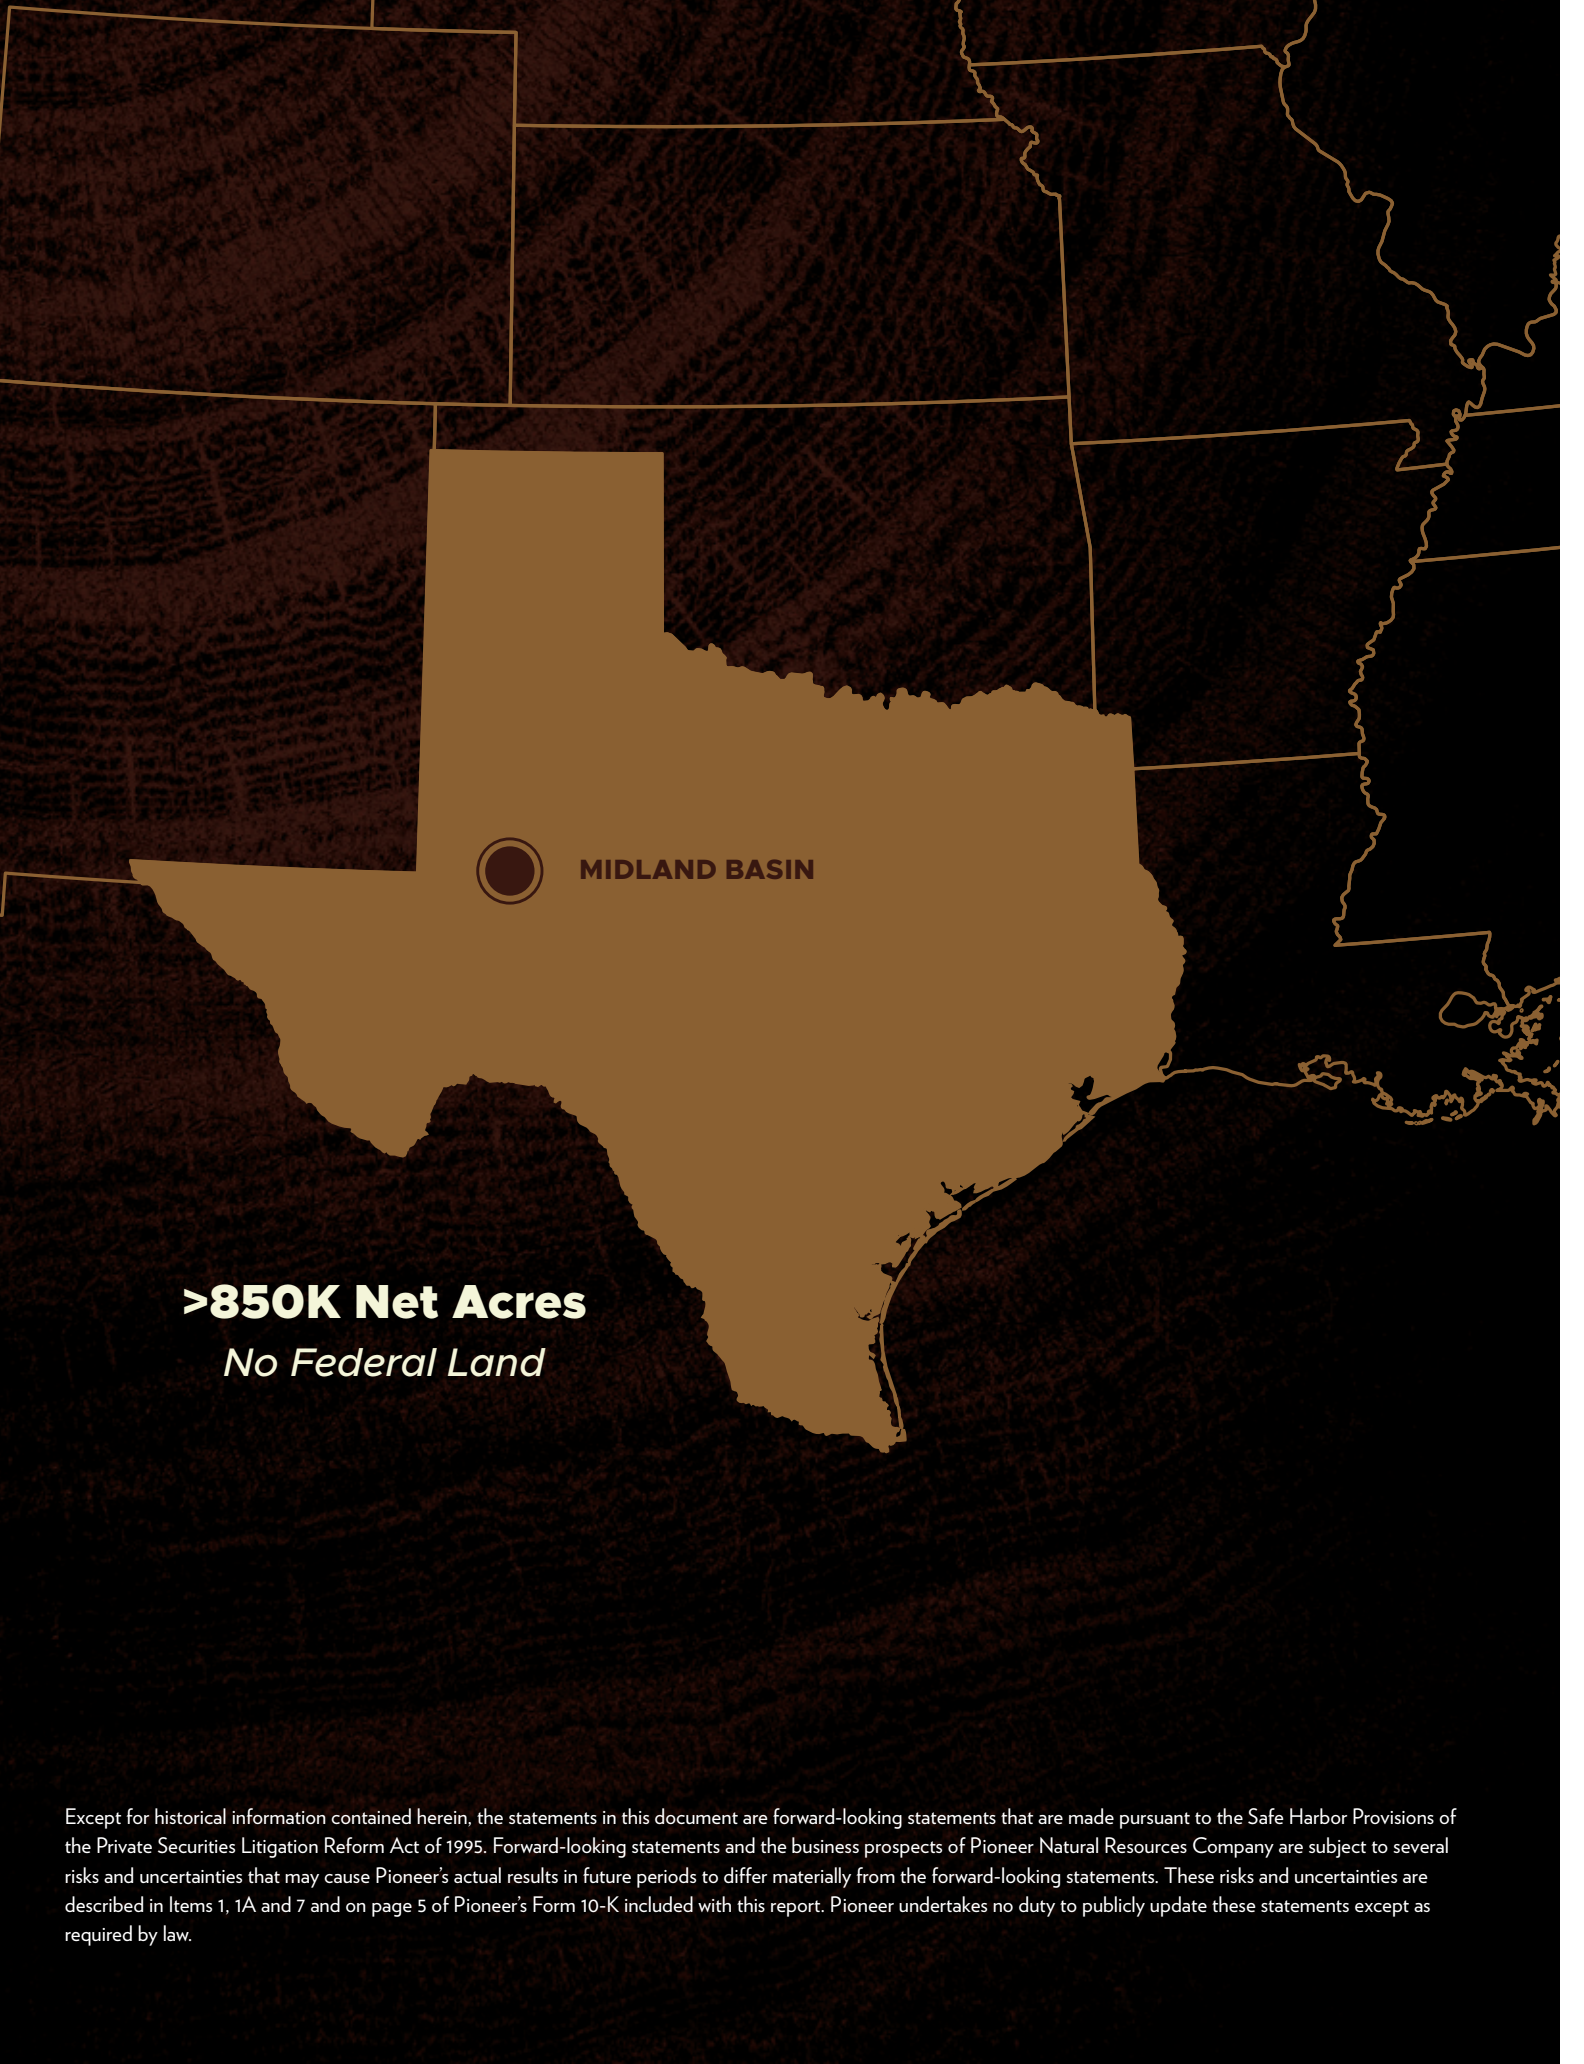 MIDLAND BASIN
>850K Net Acres
No Federal Land
Except for historical information contained herein, the statements in this document are forward-looking statements that are made pursuant to the Safe Harbor Provisions of
the Private Securities Litigation Reform Act of 1995. Forward-looking statements and the business prospects of Pioneer Natural Resources Company are subject to several
risks and uncertainties that may cause Pioneer’s actual results in future periods to differ materially from the forward-looking statements. These risks and uncertainties are
described in Items 1, 1A and 7 and on page 5 of Pioneer’s Form 10-K included with this report. Pioneer undertakes no duty to publicly update these statements except as
required by law.